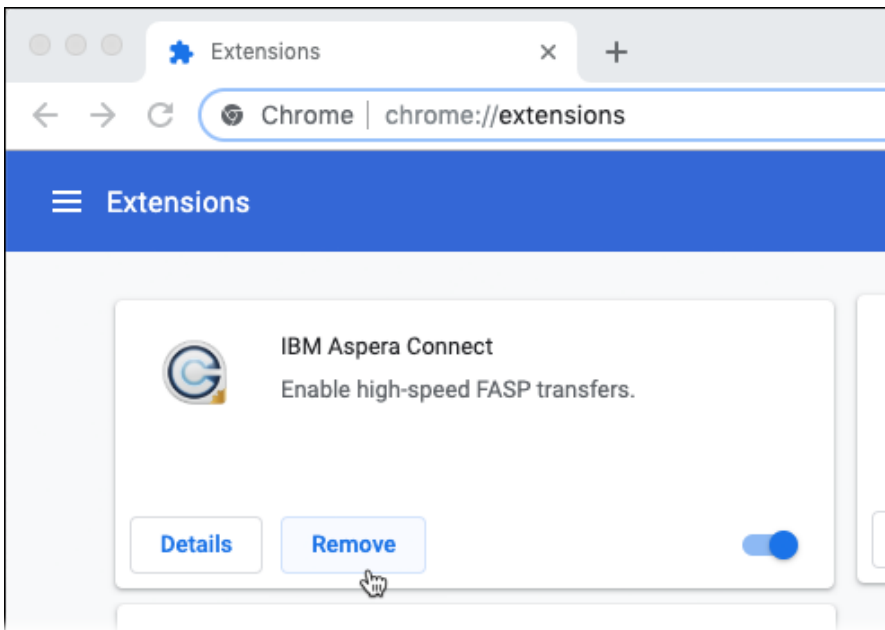 Extensions
Chrome | chrome://extensions
Extensions
IBM Aspera Connect
Enable high-speed FASP transfers.
Details
Remove